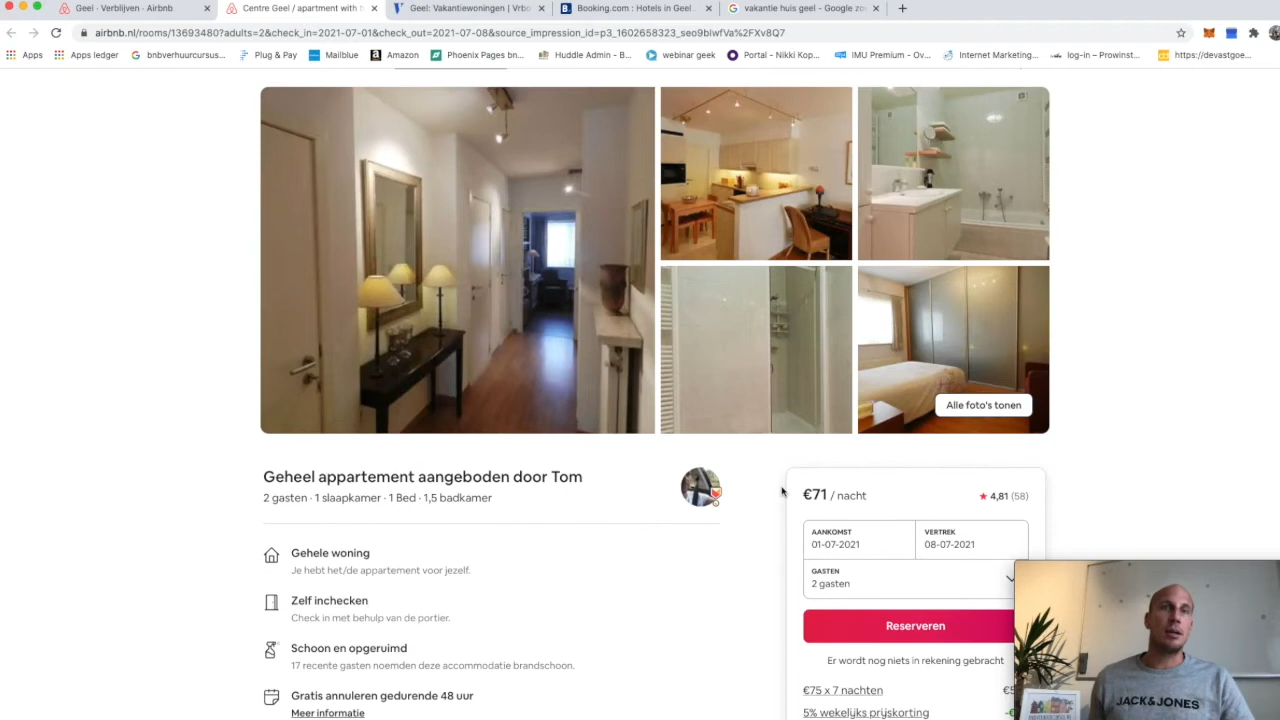 Geel · Verblijven - Airbnb
Centre Geel / apartment with
Geel: Vakantiewoningen | Vrbo
Booking.com : Hotels in Geel
vakantie huis geel - Google zo
airbnb.nl/rooms/13693480?adults=2&check_in=2021-07-01&check_out=2021-07-08&source_impression_id=p3_1602658323_seo9blwfVa%2FXv8Q7
Apps
Apps ledger
bnbverhuurcursus...
Plug & Pay
Mailblue
Amazon
Phoenix Pages bn...
Huddle Admin - B...
webinar geek
Portal - Nikki Kop...
IMU Premium - Ov...
Internet Marketing...
log-in – Prowinst...
https://devastgoe...
Alle foto's tonen
Geheel appartement aangeboden door Tom
2 gasten · 1 slaapkamer · 1 Bed · 1,5 badkamer
Gehele woning
Je hebt het/de appartement voor jezelf.
Zelf inchecken
Check in met behulp van de portier.
Schoon en opgeruimd
17 recente gasten noemden deze accommodatie brandschoon.
Gratis annuleren gedurende 48 uur
Meer informatie
€71 / nacht
4,81 (58)
AANKOMST
01-07-2021
VERTREK
08-07-2021
GASTEN
2 gasten
Reserveren
Er wordt nog niets in rekening gebracht
€75 x 7 nachten
5% wekelijks prijskorting
JACK&JONES